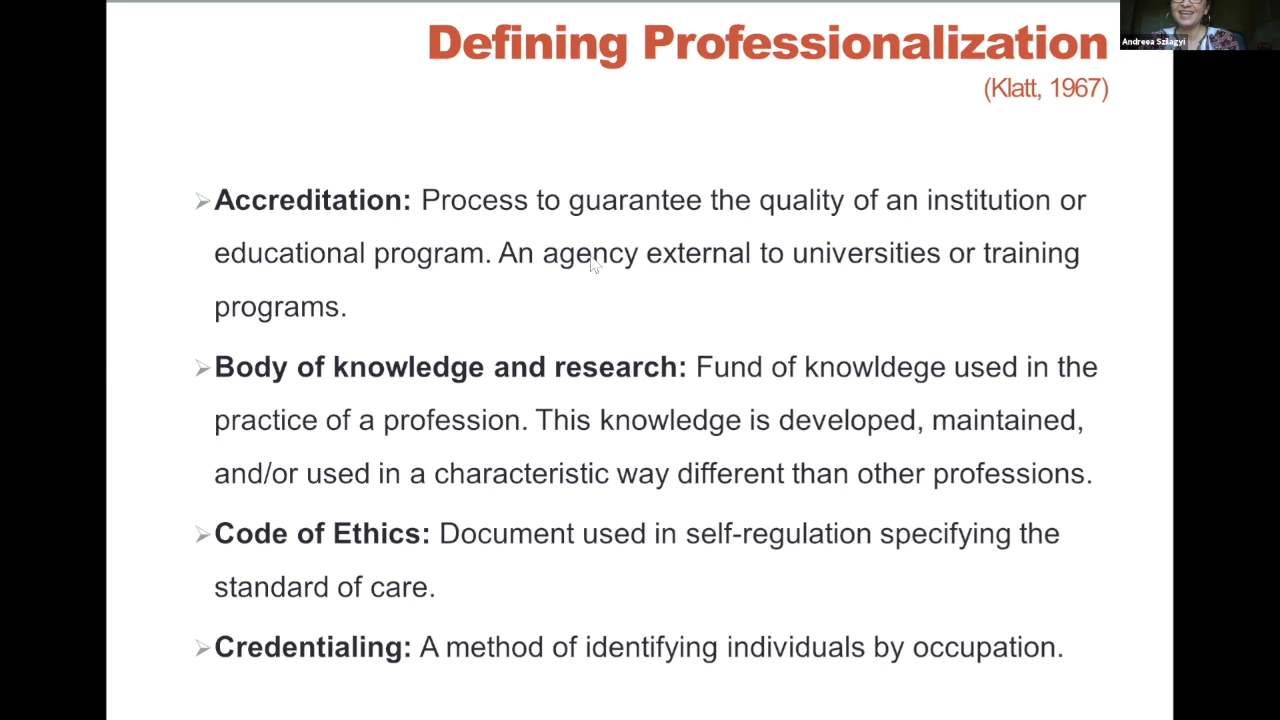 Defining Professionalization
(Klatt, 1967)
Andreea Szilagyi
Accreditation: Process to guarantee the quality of an institution or
educational program. An agency external to universities or training
programs.
Body of knowledge and research: Fund of knowldege used in the
practice of a profession. This knowledge is developed, maintained,
and/or used in a characteristic way different than other professions.
Code of Ethics: Document used in self-regulation specifying the
standard of care.
Credentialing: A method of identifying individuals by occupation.